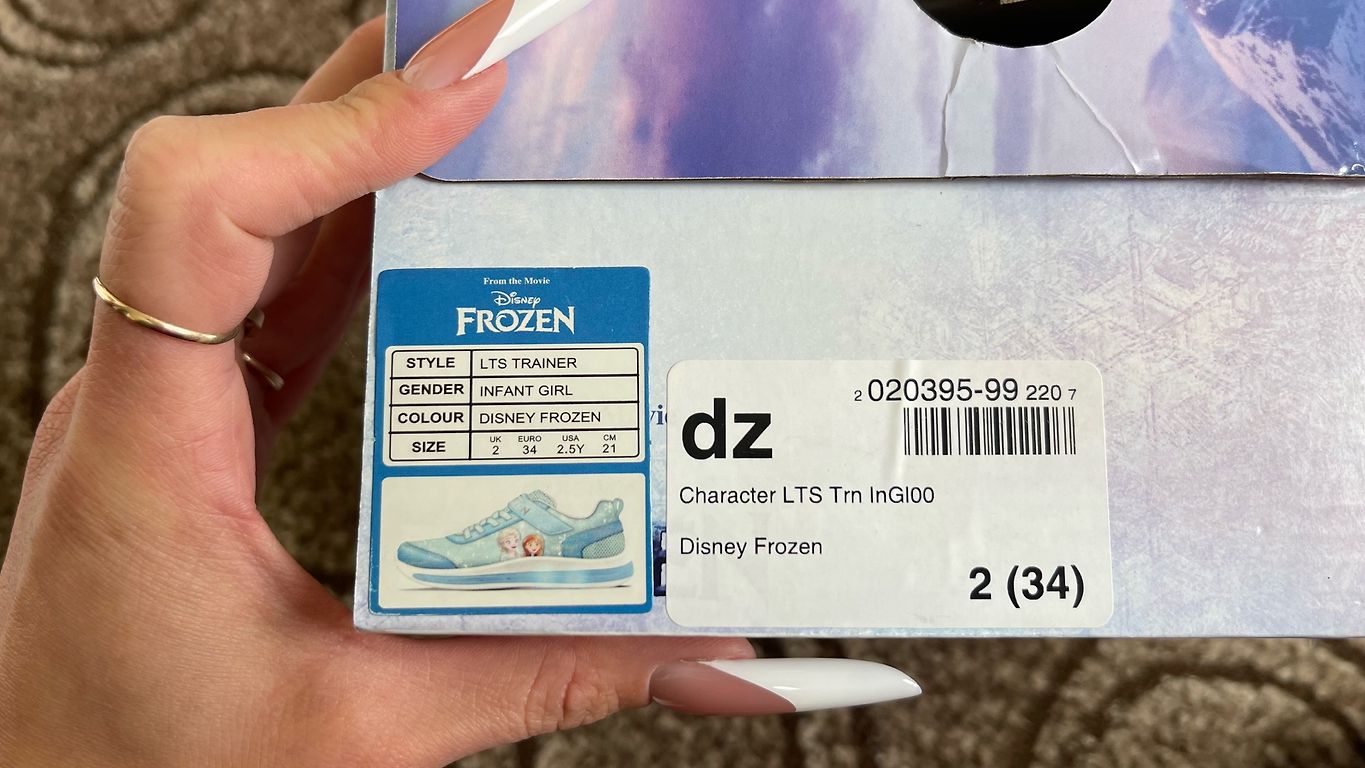 From the Movie
Disney
FROZEN
STYLE LTS TRAINER
GENDER INFANT GIRL
COLOUR DISNEY FROZEN
SIZE UK 2 EURO 34 USA 2.5Y CM 21
dz
2 020395-99 220 7
Character LTS Trn InGl00
Disney Frozen
2 (34)